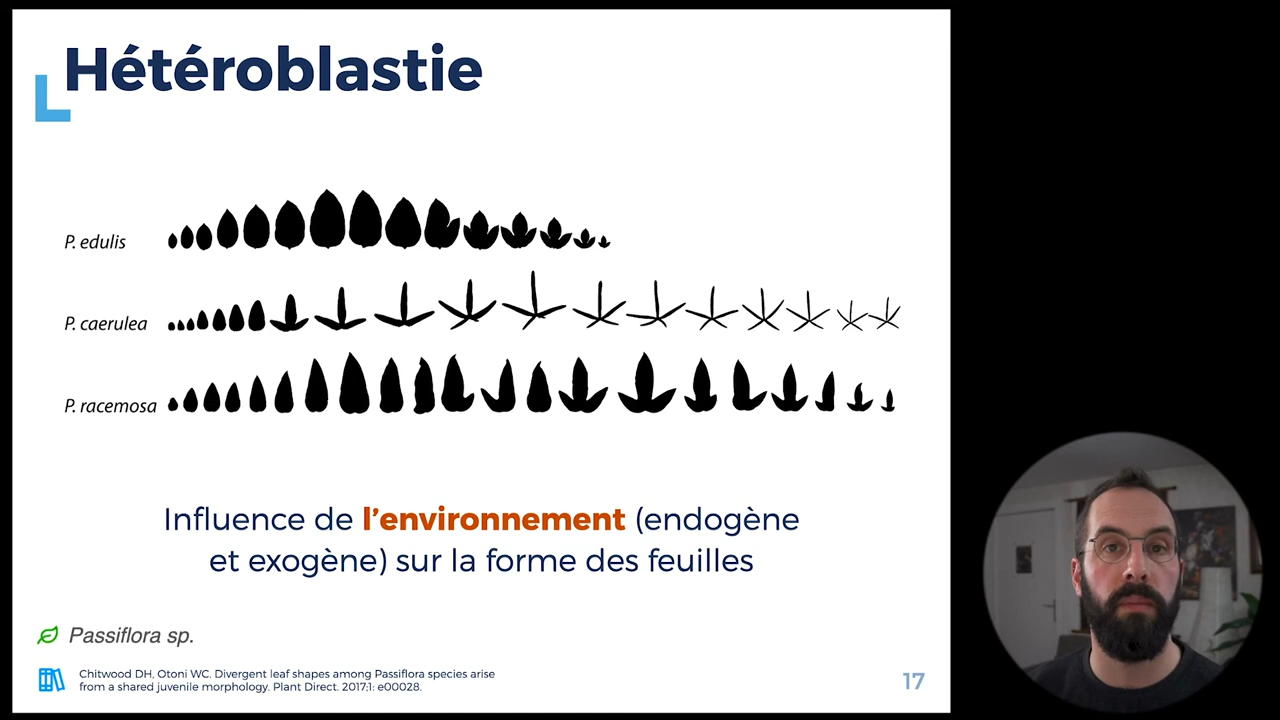 Hétéroblastie
P. edulis
P. caerulea
P. racemosa
Influence de l’environnement (endogène
et exogène) sur la forme des feuilles
Passiflora sp.
Chitwood DH, Otoni WC. Divergent leaf shapes among Passiflora species arise
from a shared juvenile morphology. Plant Direct. 2017;1: e00028.
17